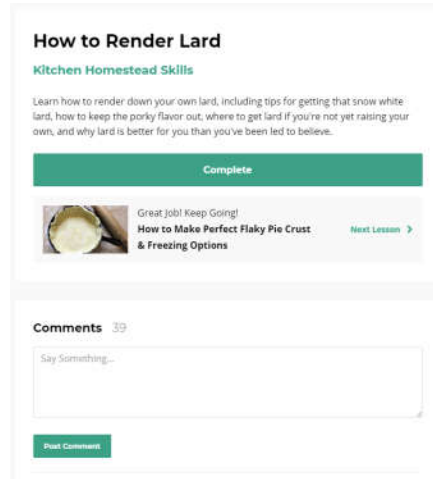 How to Render Lard
Kitchen Homestead Skills
Learn how to render down your own lard, including tips for getting that snow white
lard, how to keep the porky flavor out, where to get lard if you're not yet raising your
own, and why lard is better for you than you've been led to believe.
Complete
Great Job! Keep Going!
How to Make Perfect Flaky Pie Crust
& Freezing Options
Next Lesson
Comments 39
Say Something...
Post Comment